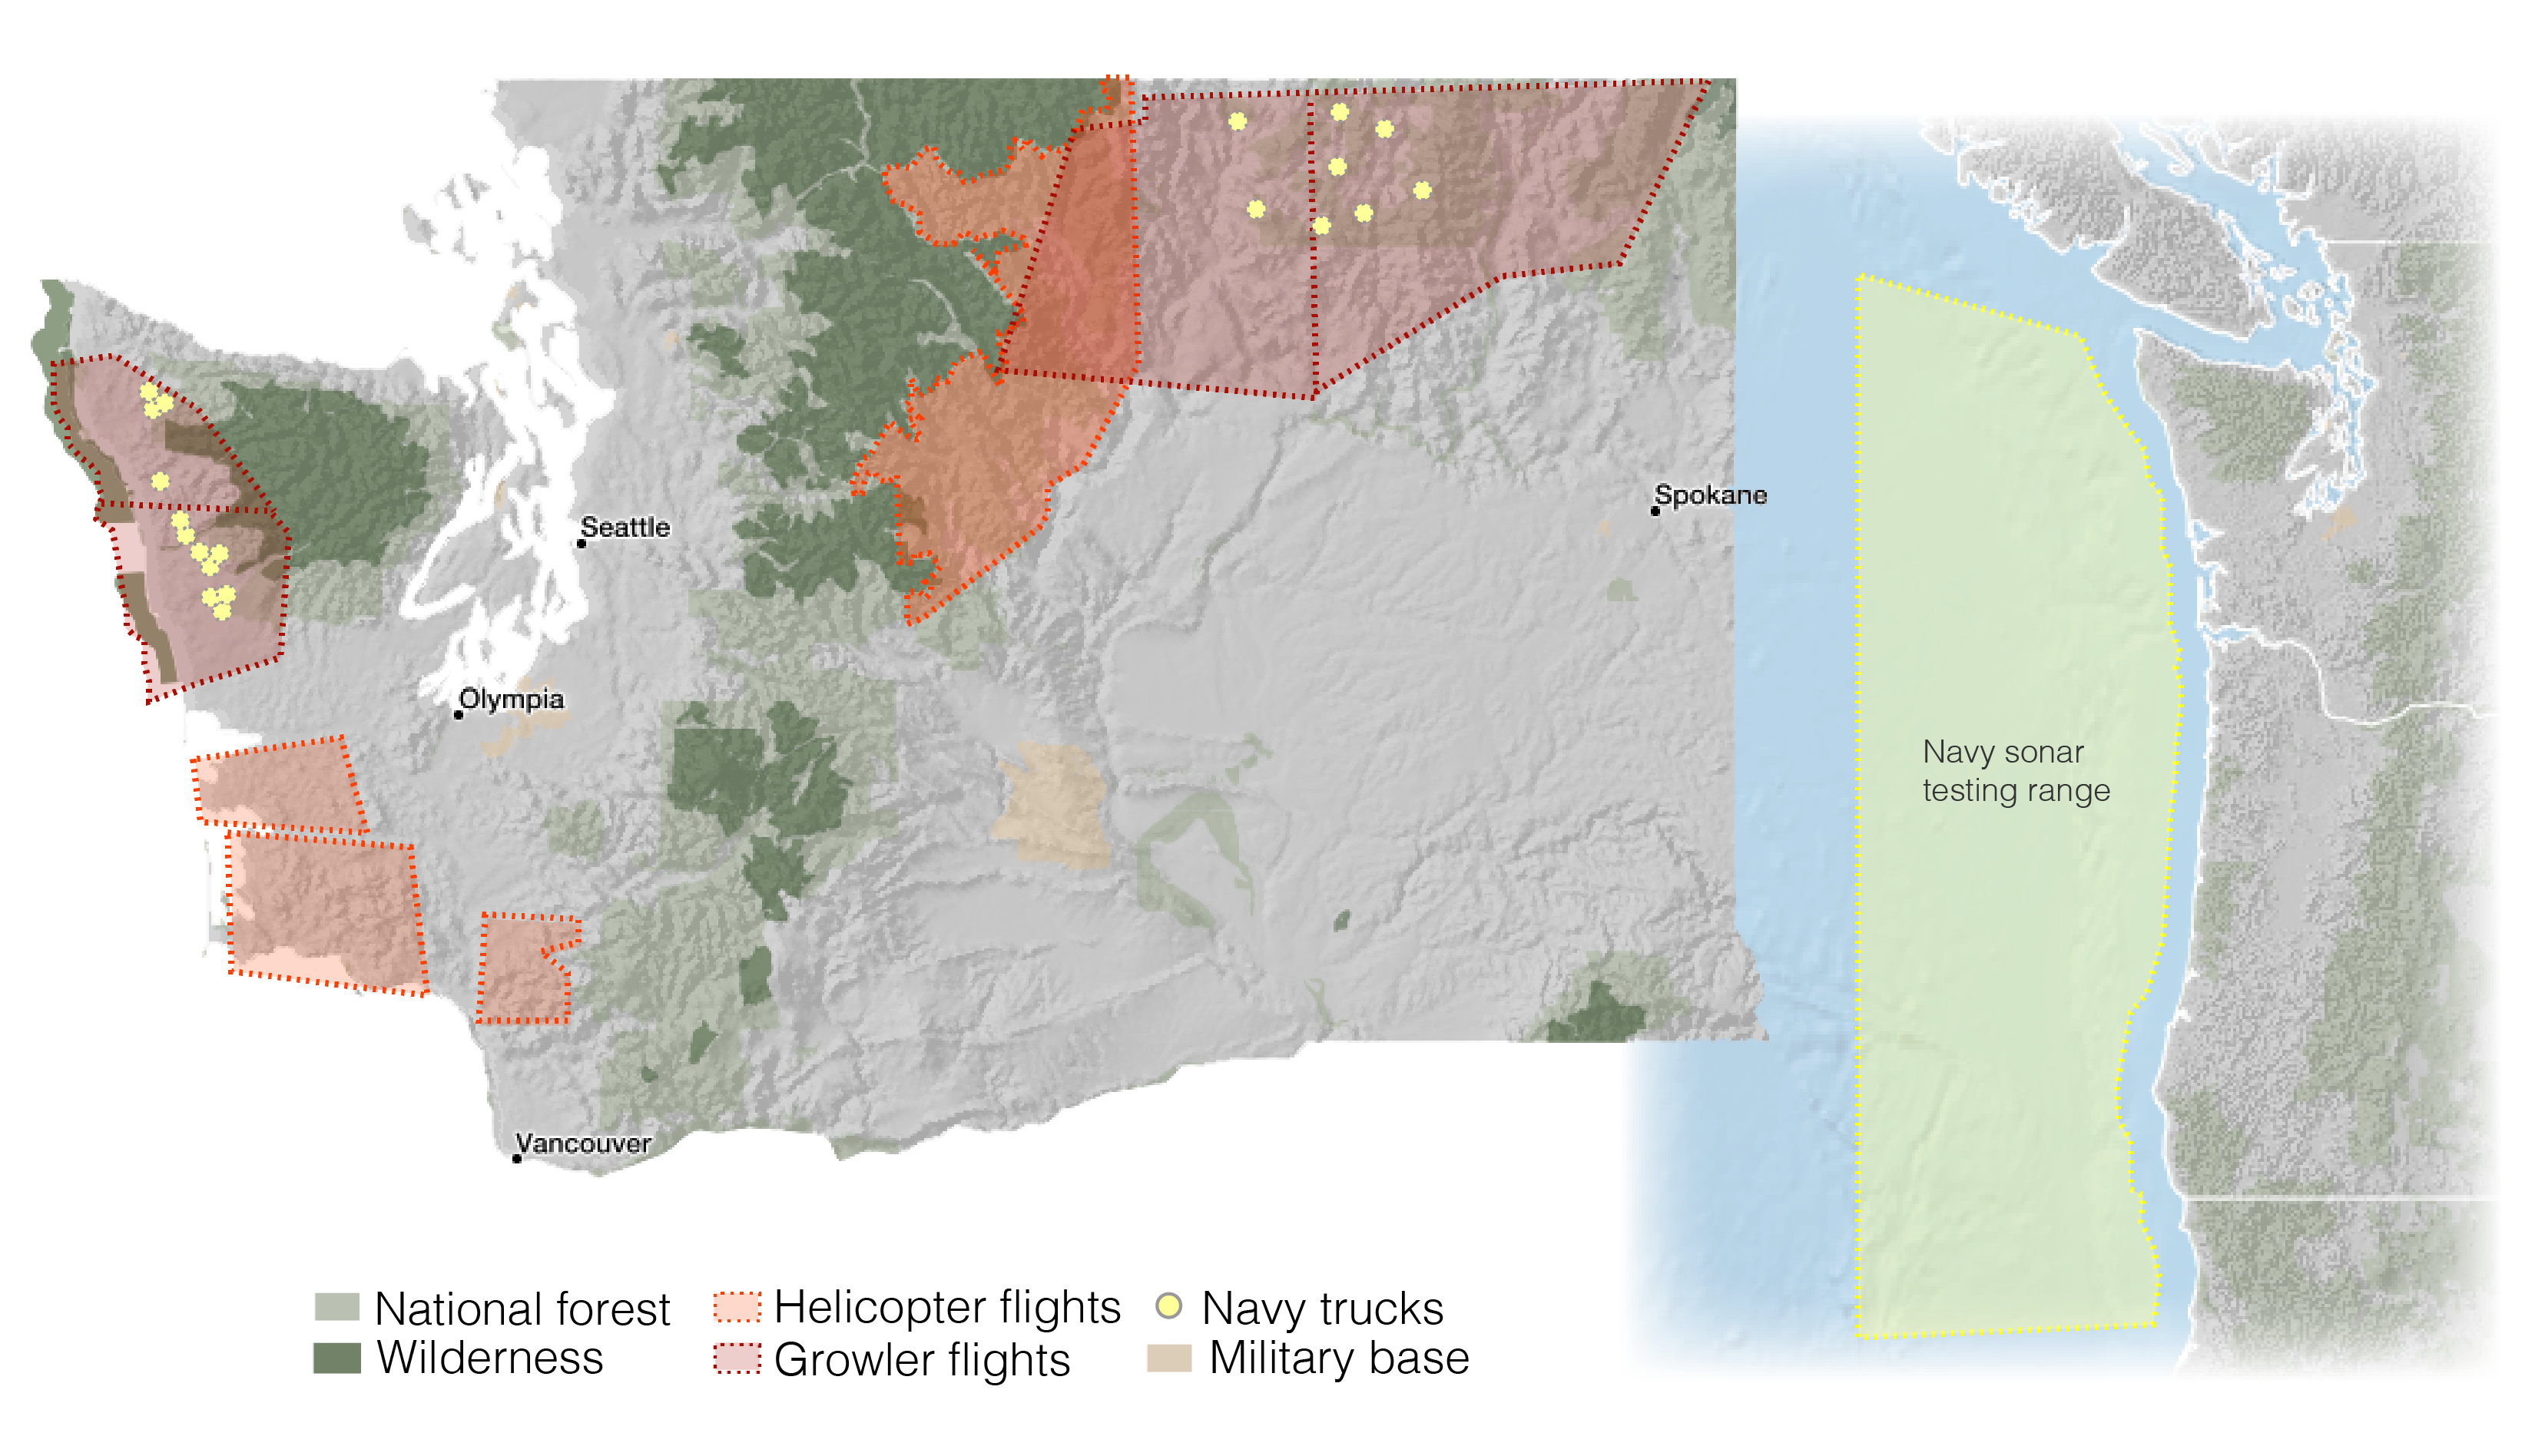 Spokane
Seattle
Olympia
Navy sonar
testing range
Vancouver
National forest
Helicopter flights
Navy trucks
Wilderness
Growler flights
Military base